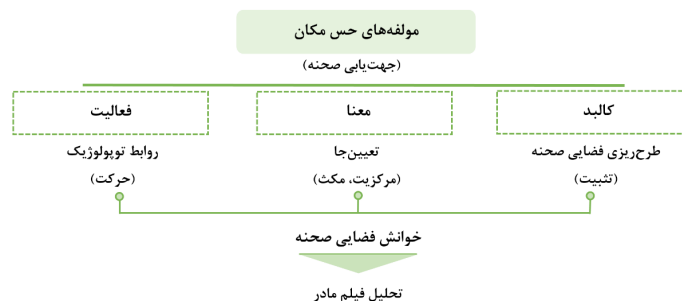 مولفه‌های حس مکان
(جهت‌یابی صحنه)
کالبد
معنا
فعالیت
طرح‌ریزی فضایی صحنه
(تثبیت)
تعیین‌جا
(مرکزیت، مکث)
روابط توپولوژیک
(حرکت)
خوانش فضایی صحنه
تحلیل فیلم مادر